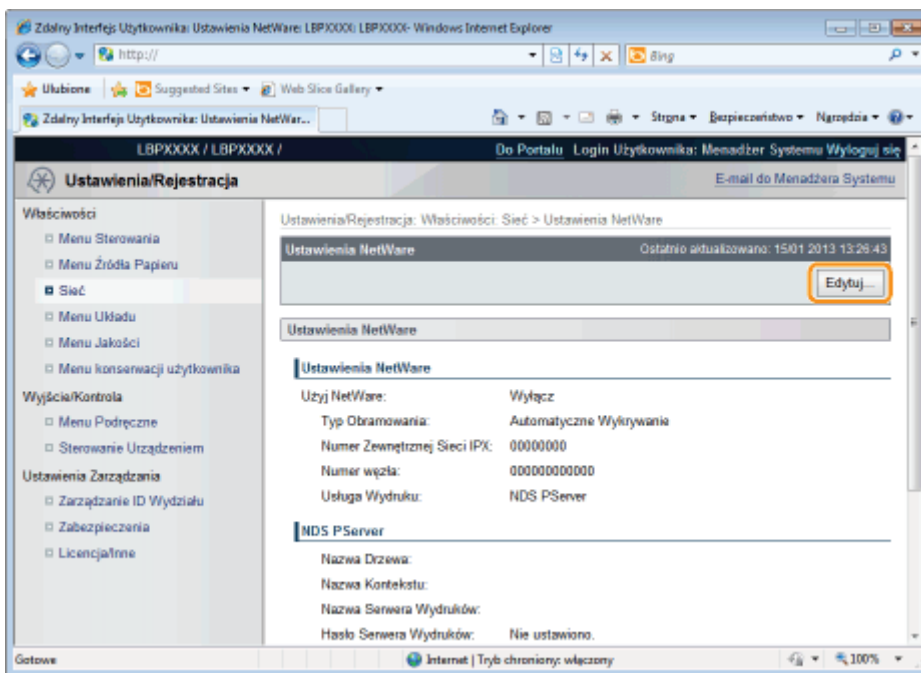 Zdalny Interfejs Użytkownika: Ustawienia NetWare: LBPXXXX: LBPXXXX- Windows Internet Explorer
http://
Bing
Ulubione Suggested Sites Web Slice Gallery
Zdalny Interfejs Użytkownika: Ustawienia NetWar... Strona Bezpieczeństwo Narzędzia
LBPXXXX / LBPXXXX / Do Portalu Login Użytkownika: Menadżer Systemu Wyloguj się
Ustawienia/Rejestracja E-mail do Menadżera Systemu
Właściwości
Menu Sterowania
Menu Źródła Papieru
Sieć
Menu Układu
Menu Jakości
Menu konserwacji użytkownika
Wyjście/Kontrola
Menu Podręczne
Sterowanie Urządzeniem
Ustawienia Zarządzania
Zarządzanie ID Wydziału
Zabezpieczenia
Licencja/Inne
Ustawienia/Rejestracja: Właściwości: Sieć > Ustawienia NetWare
Ustawienia NetWare Ostatnio aktualizowano: 15/01 2013 13:26:43
Edytuj...
Ustawienia NetWare
Ustawienia NetWare
Użyj NetWare: Wyłącz
Typ Obramowania: Automatyczne Wykrywanie
Numer Zewnętrznej Sieci IPX: 00000000
Numer węzła: 000000000000
Usługa Wydruku: NDS PServer
NDS PServer
Nazwa Drzewa:
Nazwa Kontekstu:
Nazwa Serwera Wydruków:
Hasło Serwera Wydruków: Nie ustawiono.
Gotowe Internet | Tryb chroniony: włączony 100%